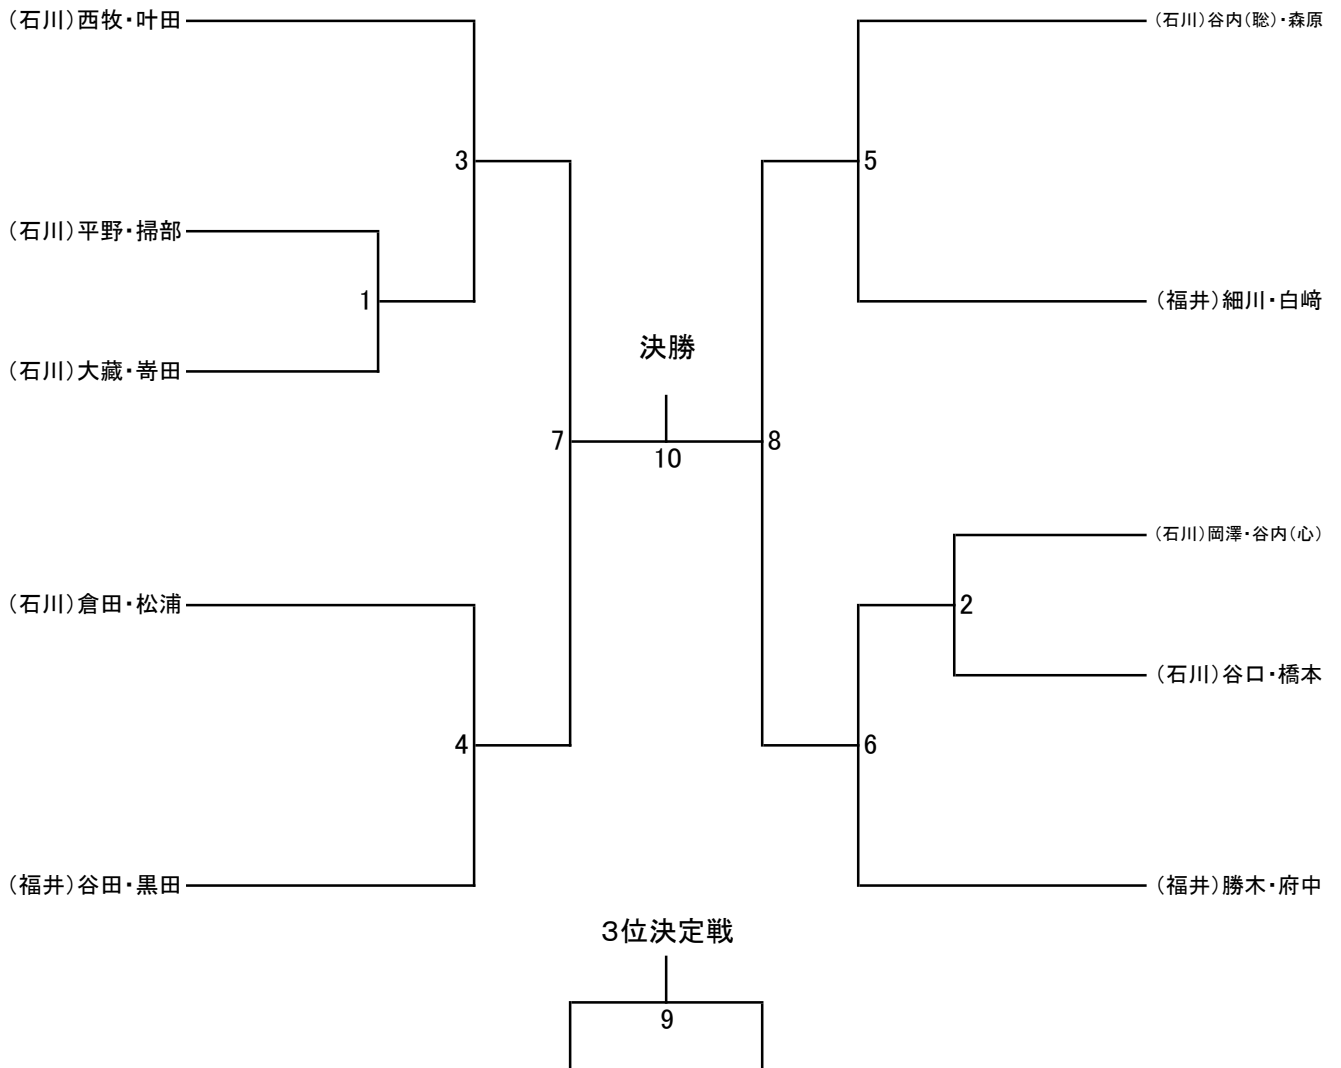 （石川）西牧・叶田
（石川）谷内（聡）・森原
3
5
（石川）平野・掃部
1
（福井）細川・白﨑
決勝
（石川）大藏・嵜田
7
8
10
（石川）岡澤・谷内（心）
（石川）倉田・松浦
2
（石川）谷口・橋本
4
6
（福井）谷田・黒田
（福井）勝木・府中
３位決定戦
9